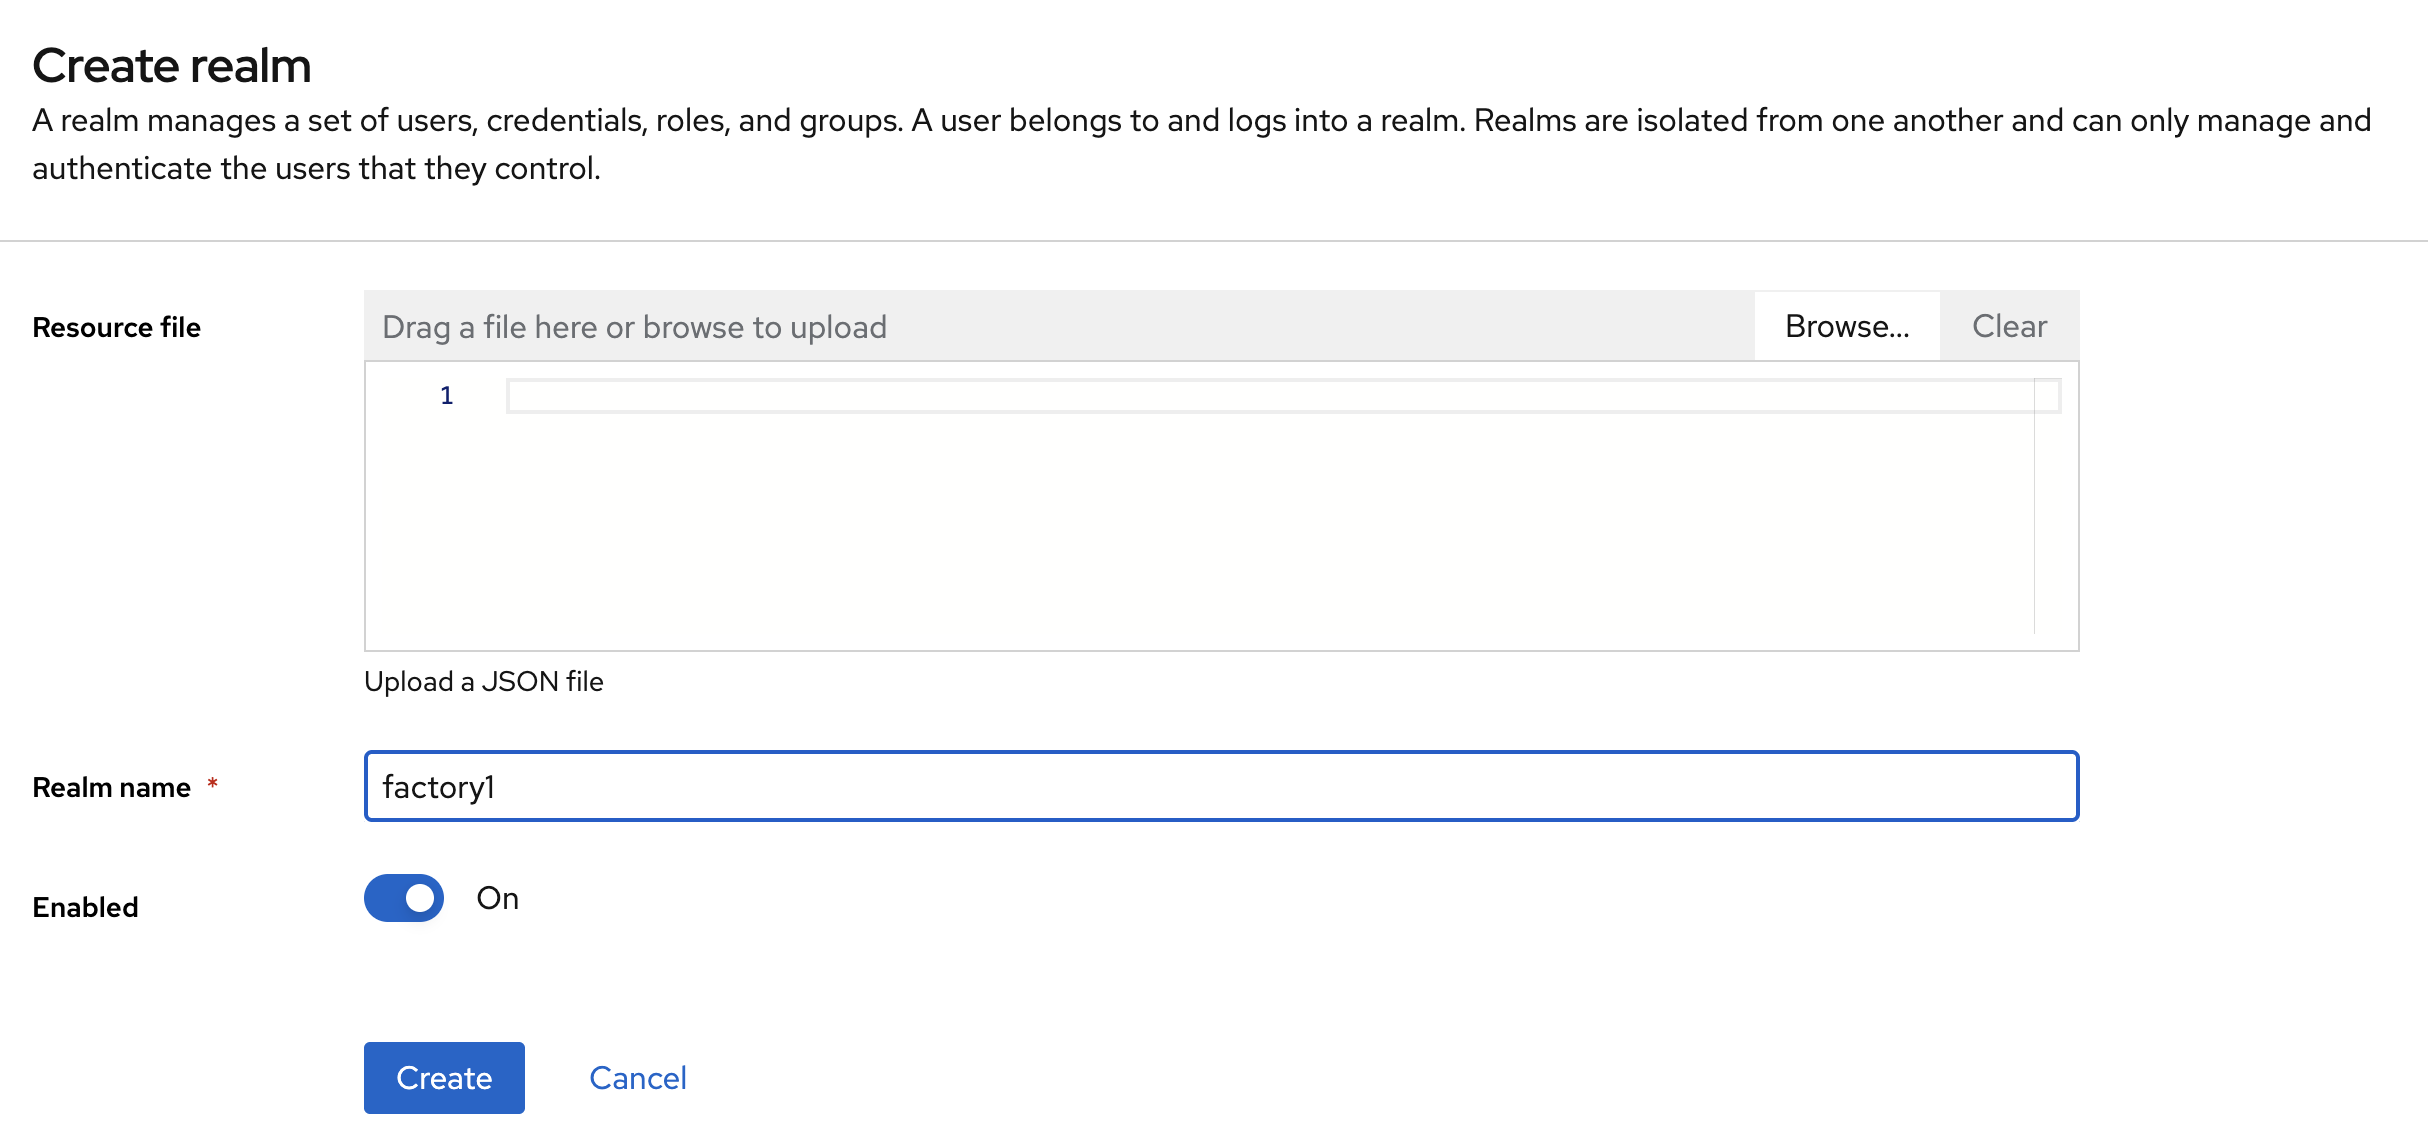 Create realm
A realm manages a set of users, credentials, roles, and groups. A user belongs to and logs into a realm. Realms are isolated from one another and can only manage and
authenticate the users that they control.
Resource file
Drag a file here or browse to upload
Browse...
Clear
1
Upload a JSON file
Realm name *
factory1
Enabled
On
Create
Cancel